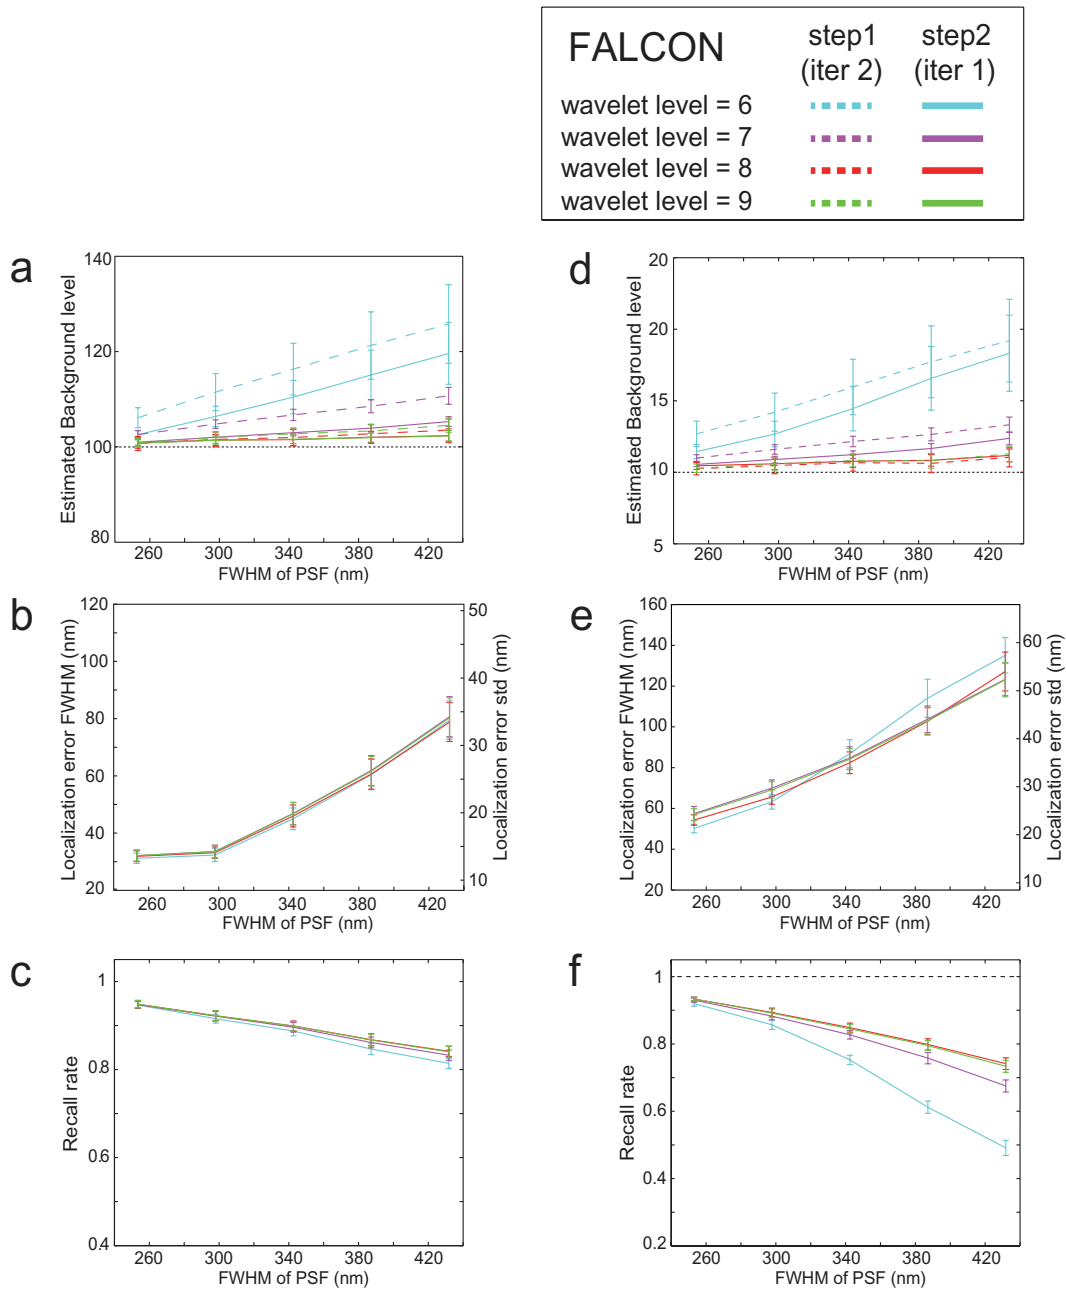 FALCON step1 step2
(iter 2) (iter 1)
wavelet level = 6
wavelet level = 7
wavelet level = 8
wavelet level = 9
a
Estimated Background level
140
120
100
80
260 300 340 380 420
FWHM of PSF (nm)
d
Estimated Background level
20
20
15
10
5
260 300 340 380 420
FWHM of PSF (nm)
b
Localization error FWHM (nm)
120
100
80
60
40
20
50
40
30
20
10
Localization error std (nm)
260 300 340 380 420
FWHM of PSF (nm)
e
Localization error FWHM (nm)
160
140
120
100
80
60
40
20
60
50
40
30
20
10
Localization error std (nm)
260 300 340 380 420
FWHM of PSF (nm)
c
Recall rate
1
0.8
0.6
0.4
260 300 340 380 420
FWHM of PSF (nm)
f
Recall rate
1
0.8
0.6
0.4
0.2
260 300 340 380 420
FWHM of PSF (nm)